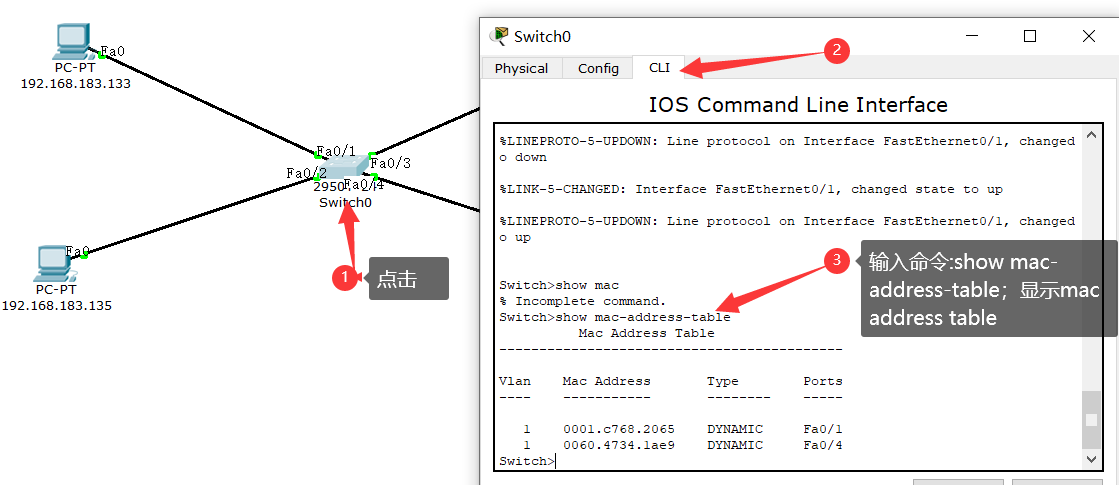 Fa0
PC-PT
192.168.183.133
Fa0/1
Fa0/3
Fa0/2
Fa0/4
Switch0
1
点击
Fa0
PC-PT
192.168.183.135
Switch0
2
Physical
Config
CLI
IOS Command Line Interface
%LINEPROTO-5-UPDOWN: Line protocol on Interface FastEthernet0/1, changed
o down
%LINK-5-CHANGED: Interface FastEthernet0/1, changed state to up
%LINEPROTO-5-UPDOWN: Line protocol on Interface FastEthernet0/1, changed
o up
3
输入命令:show mac-
address-table；显示mac
address table
Switch>show mac
% Incomplete command.
Switch>show mac-address-table
Mac Address Table
-------------------------------------------
Vlan    Mac Address       Type        Ports
----    -----------       --------    -----
1    0001.c768.2065    DYNAMIC     Fa0/1
1    0060.4734.1ae9    DYNAMIC     Fa0/4
Switch>